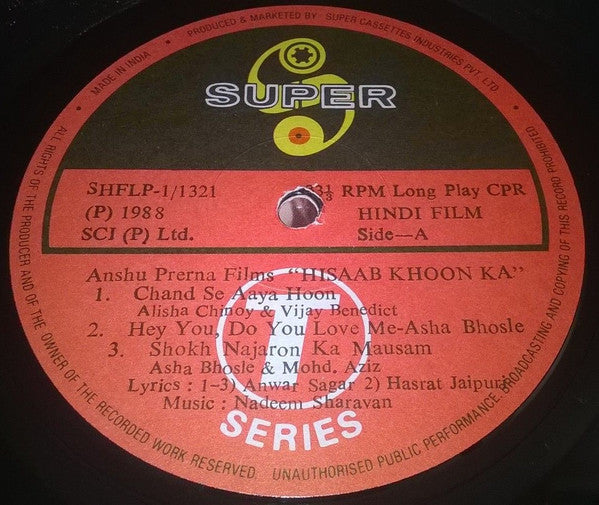 MADE IN INDIA • PRODUCED & MARKETED BY SUPER CASSETTES INDUSTRIES PVT. LTD •
SUPER
SHFLP-1/1321
33⅓ RPM Long Play CPR
(P) 1988
HINDI FILM
SCI (P) Ltd.
Side—A
Anshu Prerna Films "HISAAB KHOON KA"
1. Chand Se Aaya Hoon
Alisha Chinoy & Vijay Benedict
2. Hey You, Do You Love Me-Asha Bhosle
3. Shokh Najaron Ka Mausam
Asha Bhosle & Mohd. Aziz
Lyrics : 1-3) Anwar Sagar 2) Hasrat Jaipuri
Music : Nadeem Sharavan
T
SERIES
ALL RIGHTS OF THE PRODUCER AND OF THE OWNER OF THE RECORDED WORK RESERVED. UNAUTHORISED PUBLIC PERFORMANCE, BROADCASTING AND COPYING OF THIS RECORD PROHIBITED